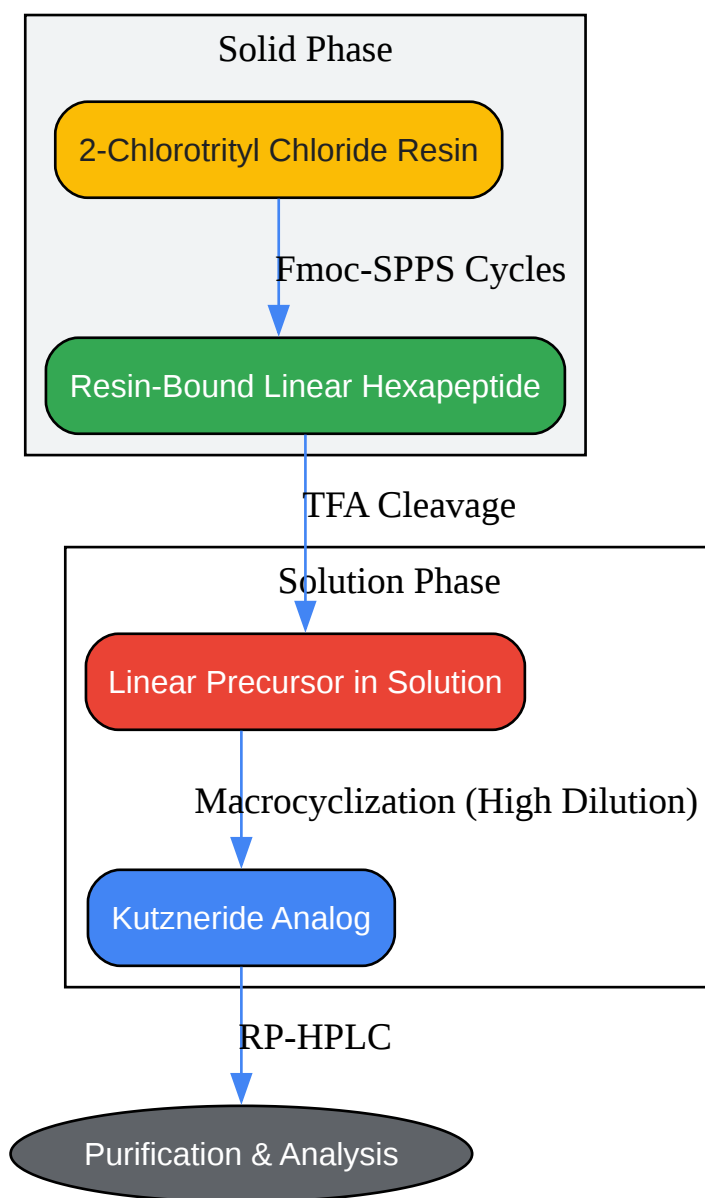 Solid Phase
2-Chlorotrityl Chloride Resin
Fmoc-SPPS Cycles
Resin-Bound Linear Hexapeptide
TFA Cleavage
Solution Phase
Linear Precursor in Solution
Macrocyclization (High Dilution)
Kutzneride Analog
RP-HPLC
Purification & Analysis